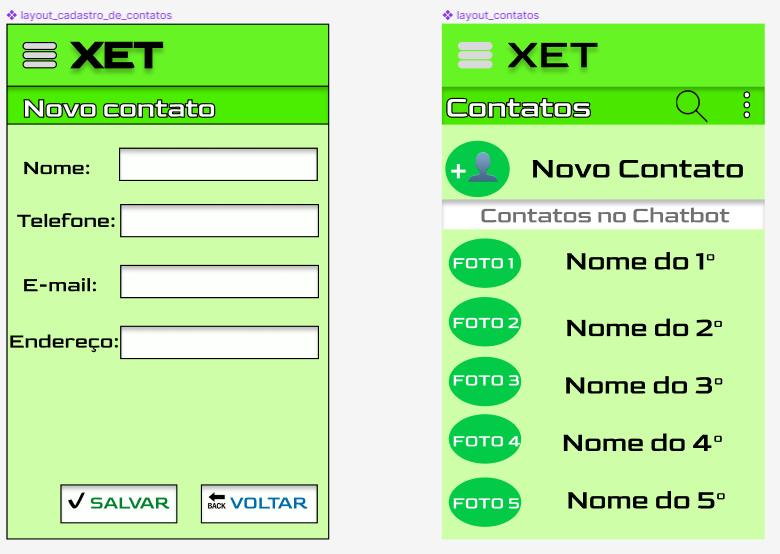 layout_cadastro_de_contatos
XET
Novo contato
Nome:
Telefone:
E-mail:
Endereço:
✓ SALVAR
BACK VOLTAR
layout_contatos
XET
Contatos
+ Novo Contato
Contatos no Chatbot
FOTO 1 Nome do 1º
FOTO 2 Nome do 2º
FOTO 3 Nome do 3º
FOTO 4 Nome do 4º
FOTO 5 Nome do 5º